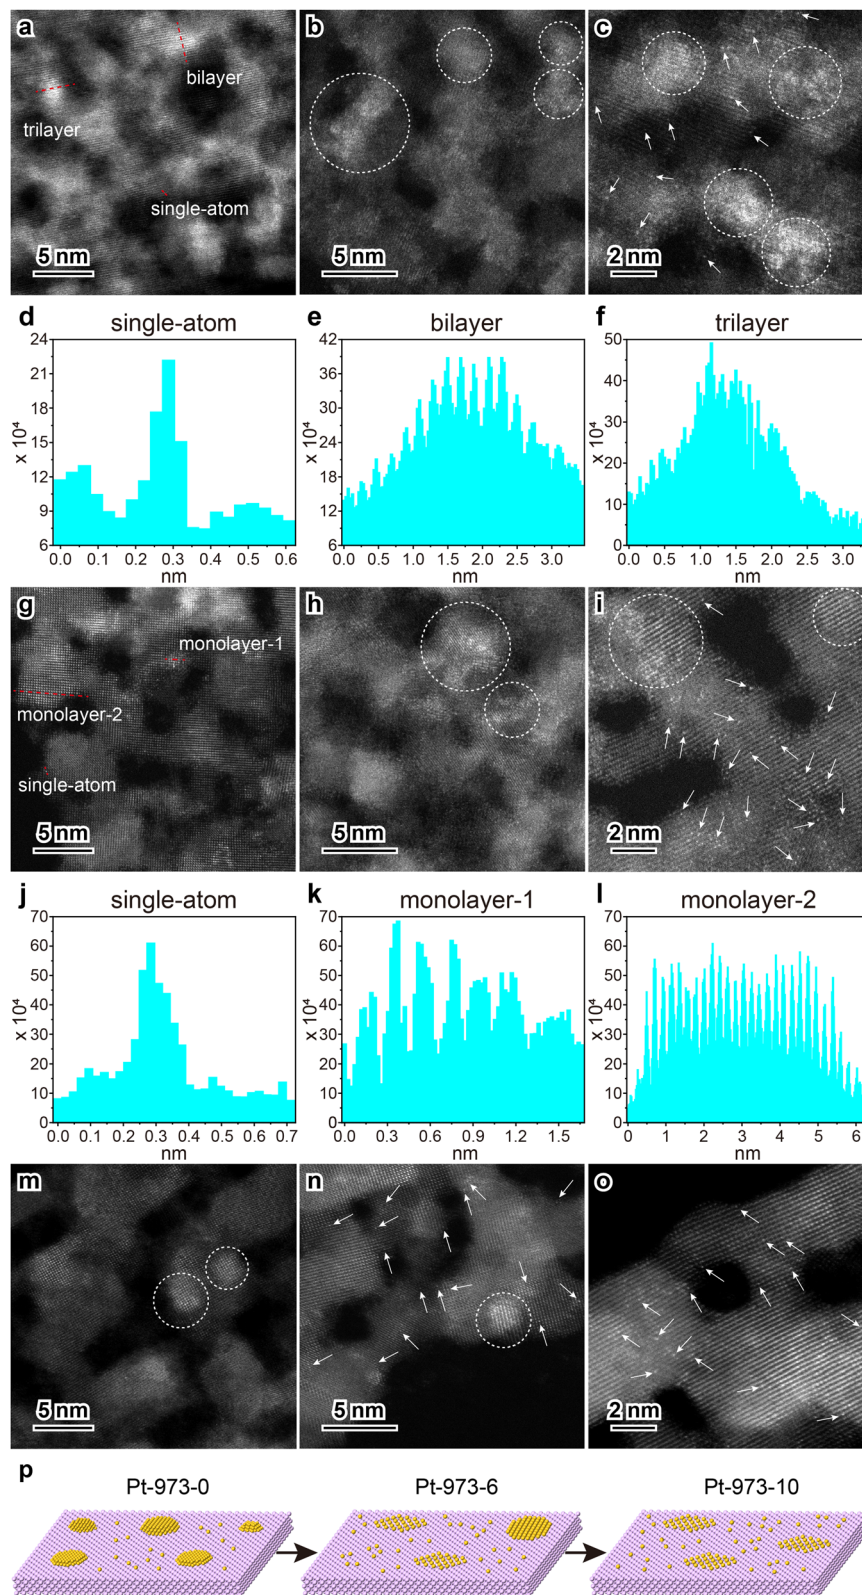 a
bilayer
trilayer
single-atom
5 nm
b
5 nm
c
2 nm
d
single-atom
24
21
18
15
12
9
6
x 10⁴
0.0 0.1 0.2 0.3 0.4 0.5 0.6
nm
e
bilayer
42
36
30
24
18
12
6
x 10⁴
0.0 0.5 1.0 1.5 2.0 2.5 3.0
nm
f
trilayer
50
40
30
20
10
0
x 10⁴
0.0 0.5 1.0 1.5 2.0 2.5 3.0
nm
g
monolayer-1
monolayer-2
single-atom
5 nm
h
5 nm
i
2 nm
j
single-atom
70
60
50
40
30
20
10
0
x 10⁴
0.0 0.1 0.2 0.3 0.4 0.5 0.6 0.7
nm
k
monolayer-1
70
60
50
40
30
20
10
0
x 10⁴
0.0 0.3 0.6 0.9 1.2 1.5
nm
l
monolayer-2
70
60
50
40
30
20
10
0
x 10⁴
0 1 2 3 4 5 6
nm
m
5 nm
n
5 nm
o
2 nm
p
Pt-973-0
Pt-973-6
Pt-973-10